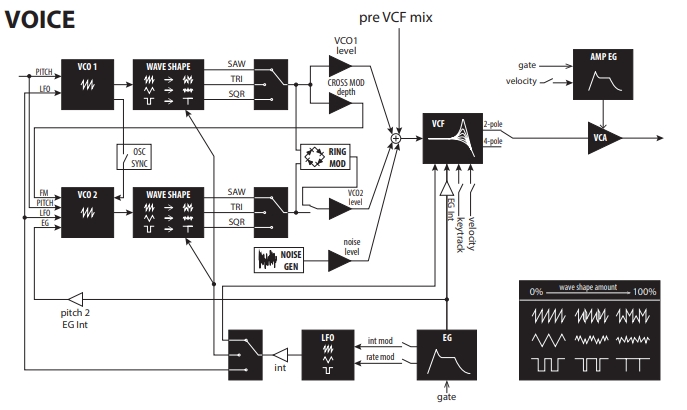 VOICE
pre VCF mix
VCO1
level
PITCH
LFO
VCO 1
WAVE SHAPE
SAW
TRI
SQR
CROSS MOD
depth
gate
velocity
AMP EG
VCF
2-pole
4-pole
VCA
OSC
SYNC
RING
MOD
FM
PITCH
LFO
EG
VCO 2
WAVE SHAPE
SAW
TRI
SQR
VCO2
level
EG Int
keytrack
velocity
NOISE
GEN
noise
level
pitch 2
EG Int
int
LFO
int mod
rate mod
EG
gate
wave shape amount
0%
100%